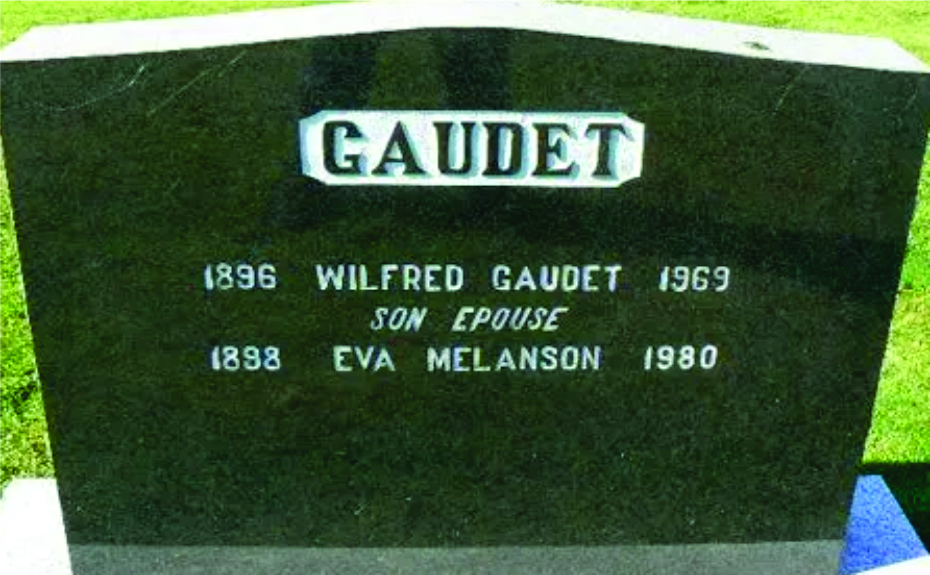 GAUDET
1896 WILFRED GAUDET 1969
SON EPOUSE
1898 EVA MELANSON 1980